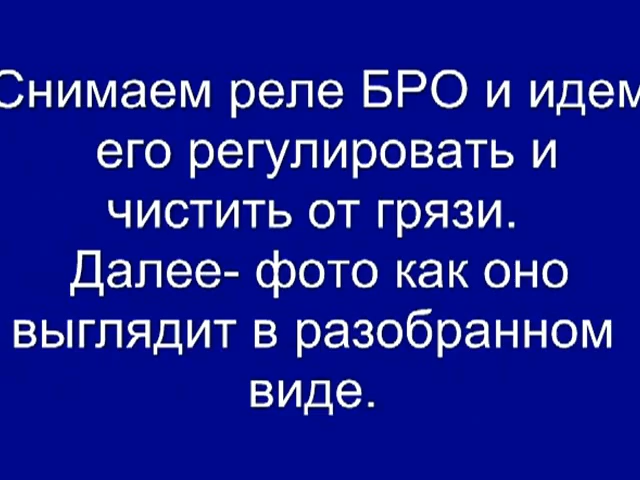 Снимаем реле БРО и идем
его регулировать и
чистить от грязи.
Далее- фото как оно
выглядит в разобранном
виде.